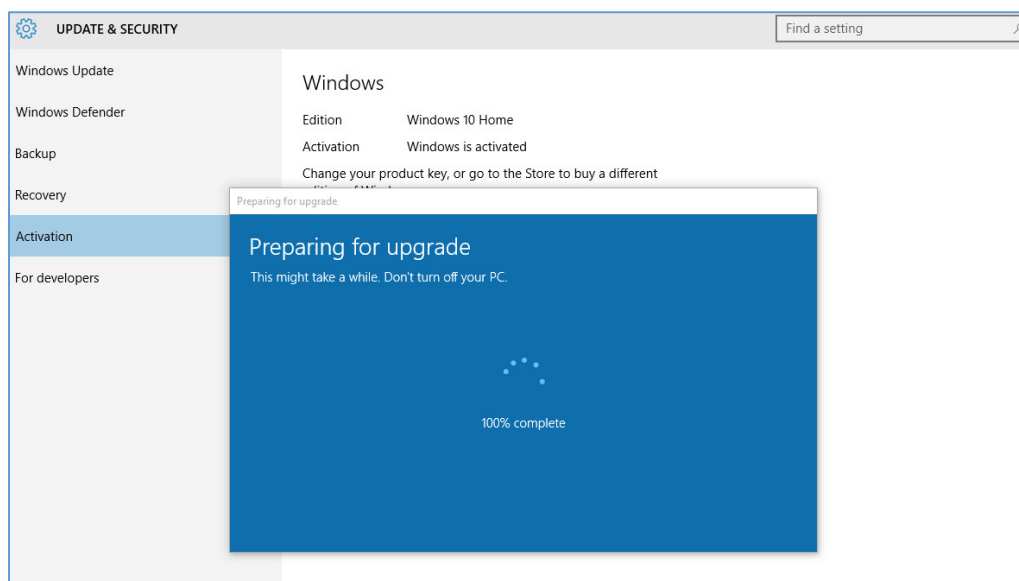 UPDATE & SECURITY
Find a setting
Windows Update
Windows Defender
Backup
Recovery
Activation
For developers
Windows
Edition Windows 10 Home
Activation Windows is activated
Change your product key, or go to the Store to buy a different
Preparing for upgrade
Preparing for upgrade
This might take a while. Don't turn off your PC.
100% complete